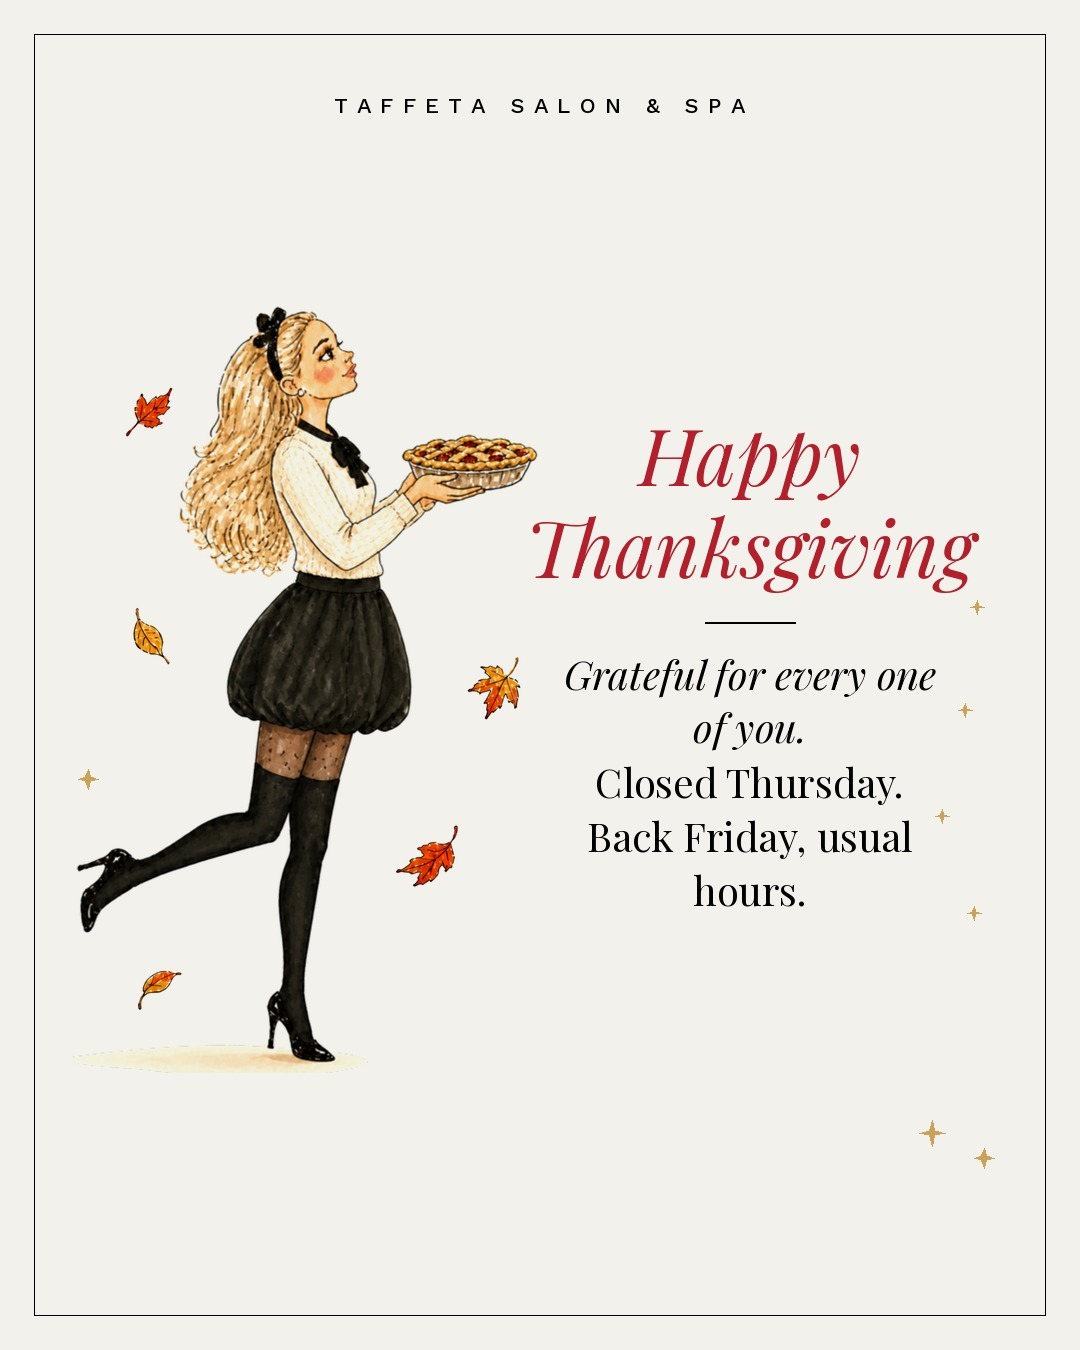 TAFFETA SALON & SPA
Happy
Thanksgiving
Grateful for every one
of you.
Closed Thursday.
Back Friday, usual
hours.